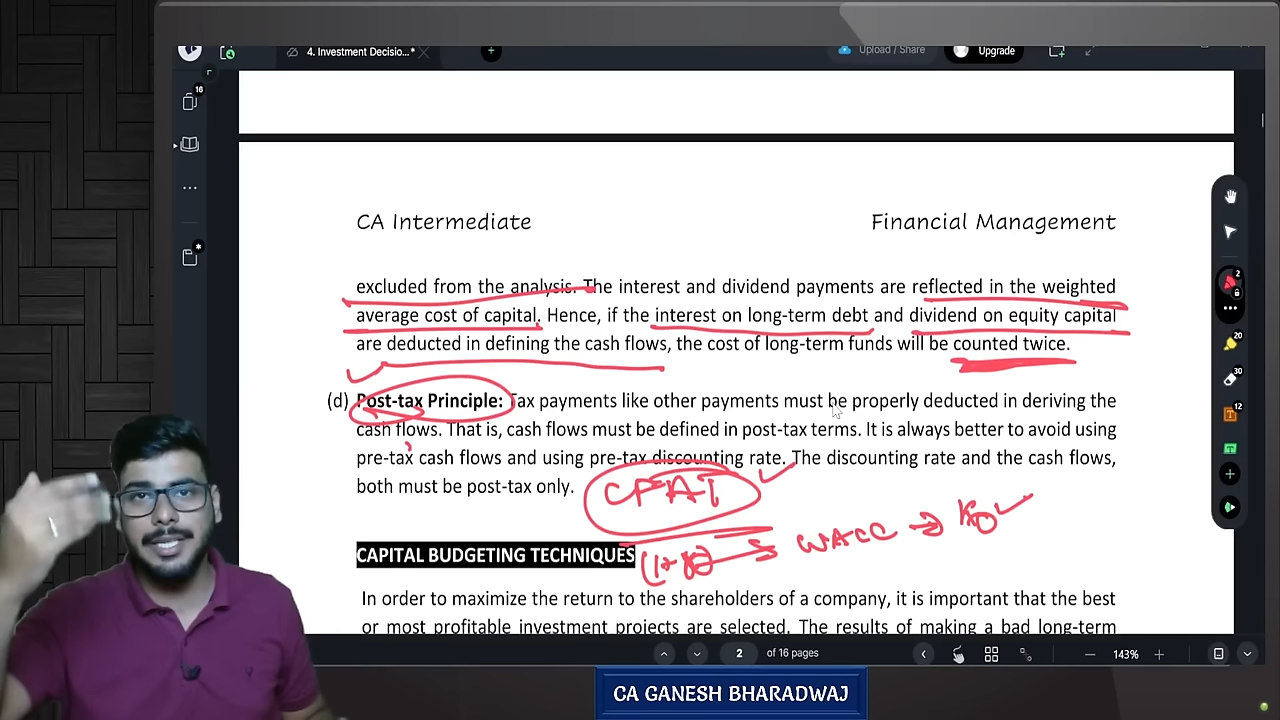 4. Investment Decisio...*
Upload / Share
Upgrade
16
2
20
30
12
CA Intermediate
Financial Management
excluded from the analysis. The interest and dividend payments are reflected in the weighted
average cost of capital. Hence, if the interest on long-term debt and dividend on equity capital
are deducted in defining the cash flows, the cost of long-term funds will be counted twice.
(d) Post-tax Principle: Tax payments like other payments must be properly deducted in deriving the
cash flows. That is, cash flows must be defined in post-tax terms. It is always better to avoid using
pre-tax cash flows and using pre-tax discounting rate. The discounting rate and the cash flows,
both must be post-tax only.
CFAT
WACC → K0
CAPITAL BUDGETING TECHNIQUES
In order to maximize the return to the shareholders of a company, it is important that the best
or most profitable investment projects are selected. The results of making a bad long-term
2 of 16 pages
143%
CA GANESH BHARADWAJ